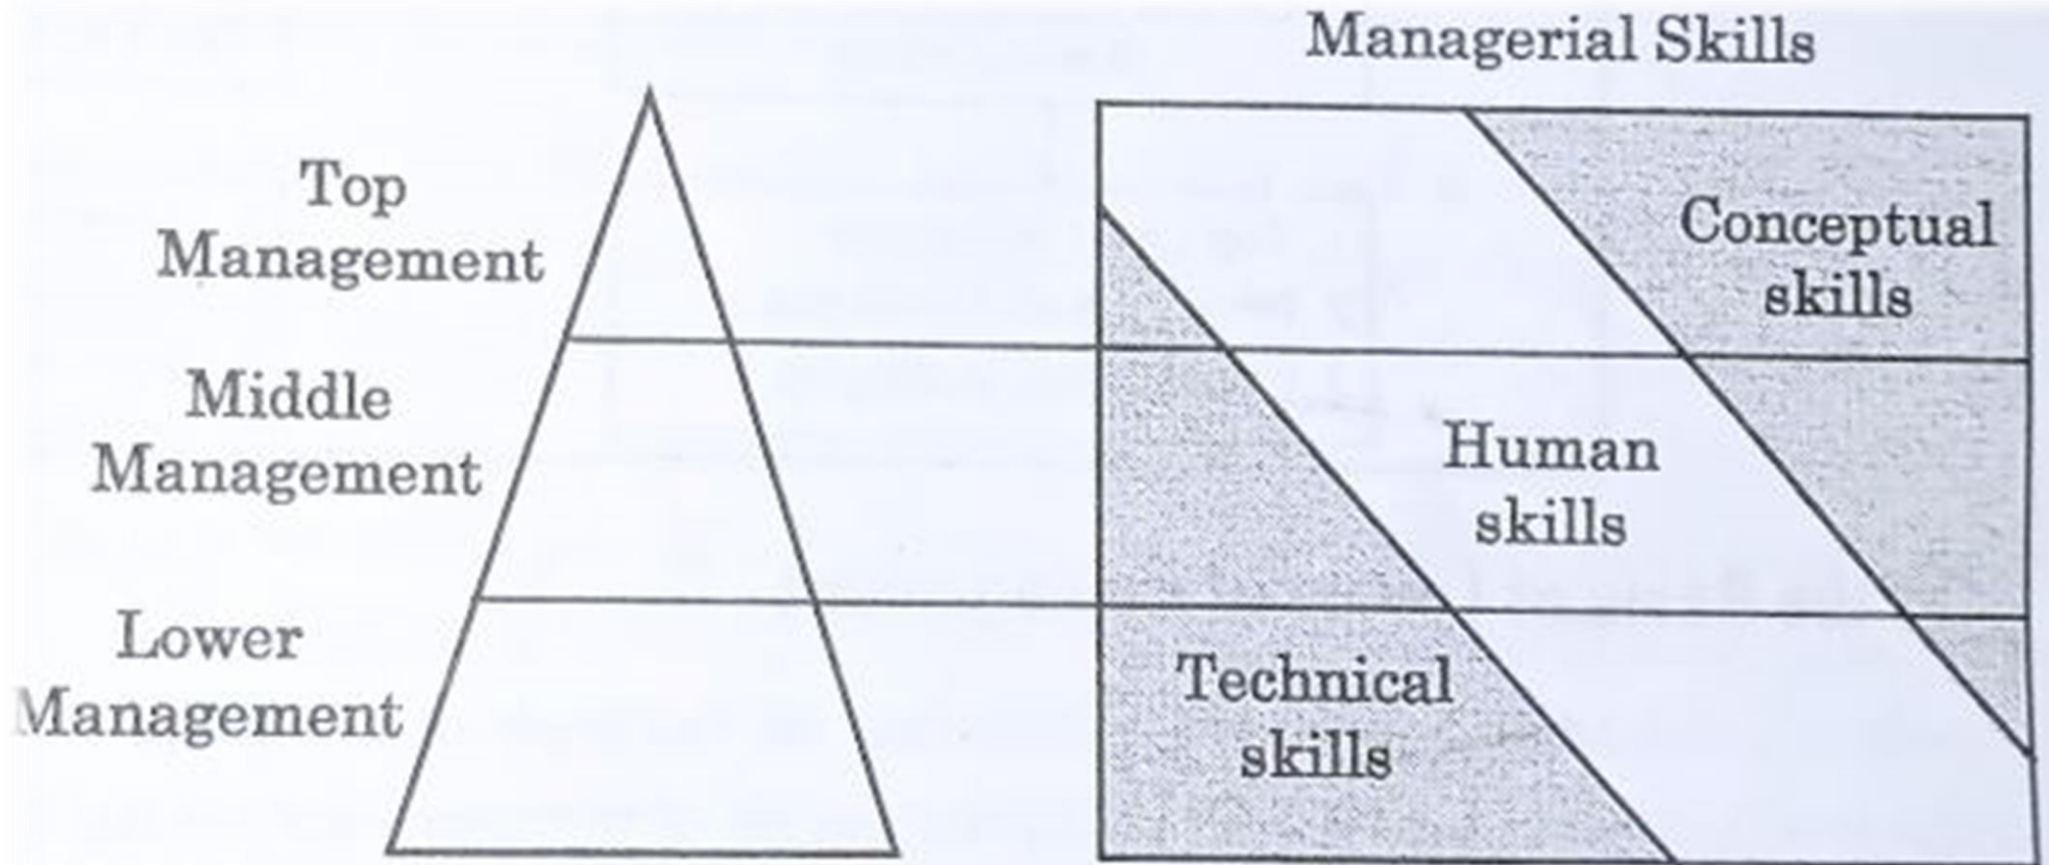 Managerial Skills
Top
Management
Conceptual
skills
Middle
Management
Human
skills
Lower
Management
Technical
skills